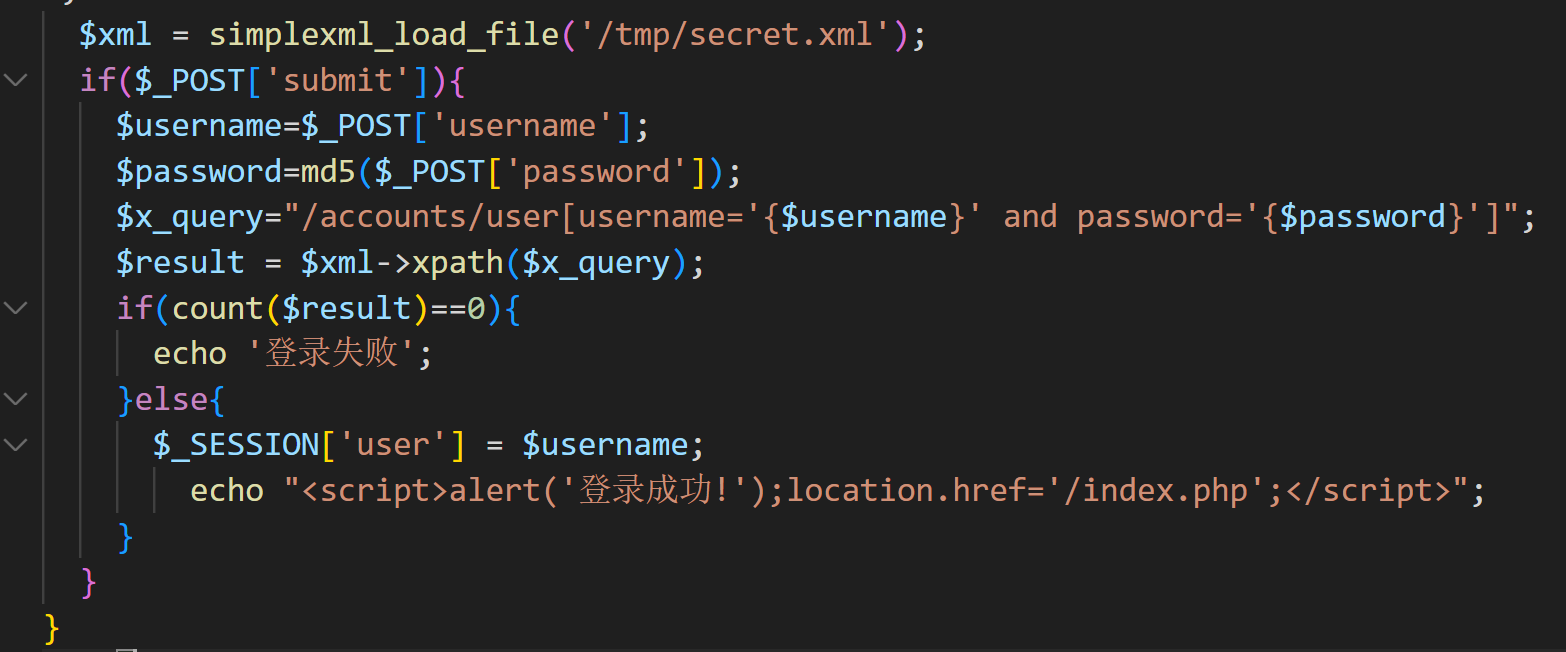 $xml = simplexml_load_file('/tmp/secret.xml');
if($_POST['submit']){
$username=$_POST['username'];
$password=md5($_POST['password']);
$x_query="/accounts/user[username='{$username}' and password='{$password}']";
$result = $xml->xpath($x_query);
if(count($result)==0){
echo '登录失败';
}else{
$_SESSION['user'] = $username;
echo "<script>alert('登录成功!');location.href='/index.php';</script>";
}
}
}